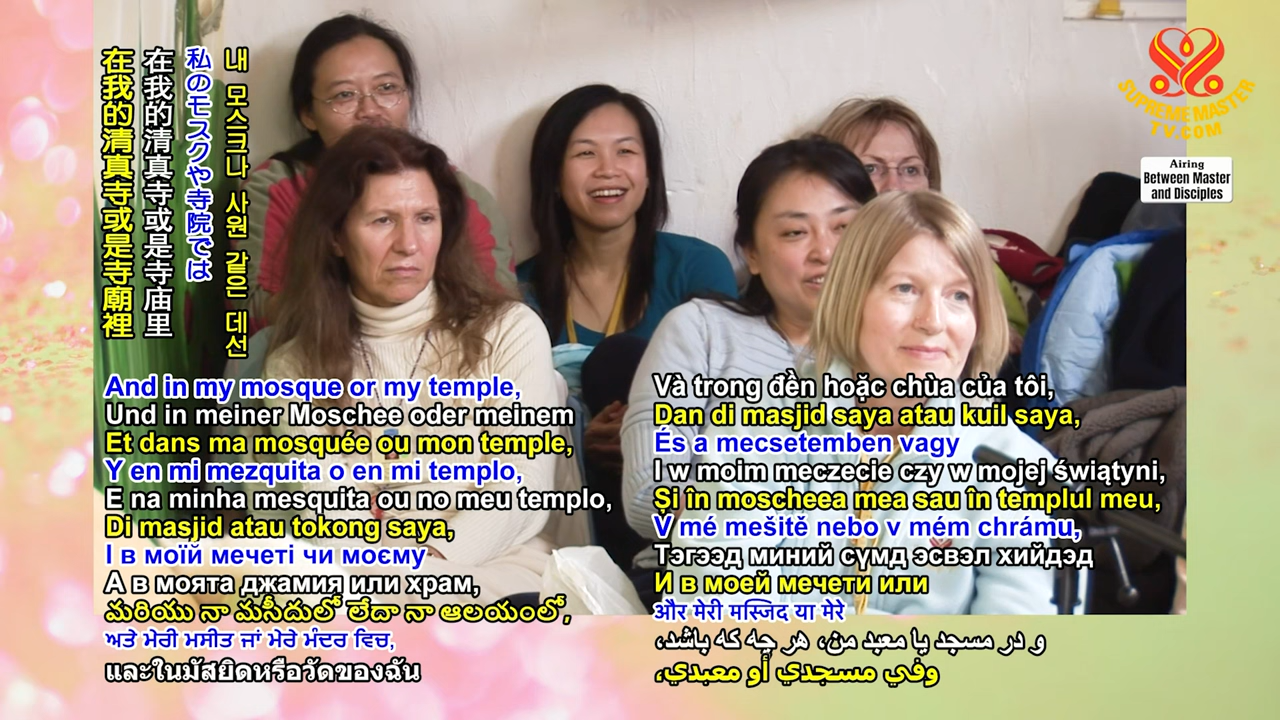 在我的清真寺或是寺廟裡
在我的清真寺或是寺庙里
私のモスクや寺院では
내 모스크나 사원 같은 데선
SUPREMEMASTER
TV.COM
Airing
Between Master
and Disciples
And in my mosque or my temple,
Und in meiner Moschee oder meinem
Et dans ma mosquée ou mon temple,
Y en mi mezquita o en mi templo,
E na minha mesquita ou no meu templo,
Di masjid atau tokong saya,
І в моїй мечеті чи моєму
А в моята джамия или храм,
మరియు నా మసీదులో లేదా నా ఆలయంలో,
ਅਤੇ ਮੇਰੀ ਮਸੀਤ ਜਾਂ ਮੇਰੇ ਮੰਦਰ ਵਿਚ,
และในมัสยิดหรือวัดของฉัน
Và trong đền hoặc chùa của tôi,
Dan di masjid saya atau kuil saya,
És a mecsetemben vagy
I w moim meczecie czy w mojej świątyni,
Și în moscheea mea sau în templul meu,
V mé mešitě nebo v mém chrámu,
Тэгээд миний сүмд эсвэл хийдэд
И в моей мечети или
और मेरी मस्जिद या मेरे
و در مسجد یا معبد من، هر چه که باشد،
وفي مسجدي أو معبدي،